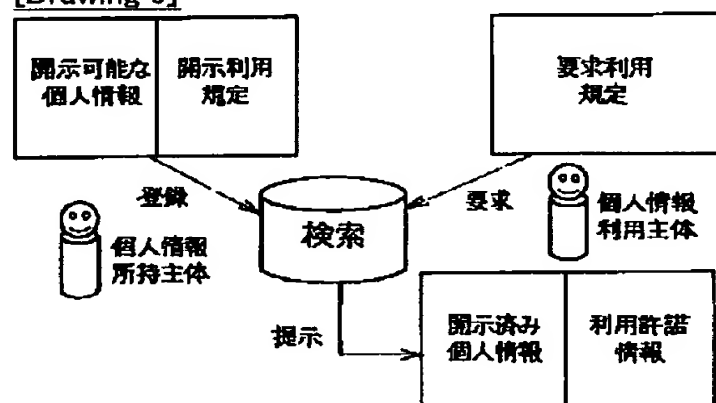 [Drawing 6]
開示可能な
個人情報
開示利用
規定
要求利用
規定
登録
検索
要求
個人情報
所持主体
個人情報
利用主体
提示
開示済み
個人情報
利用許諾
情報